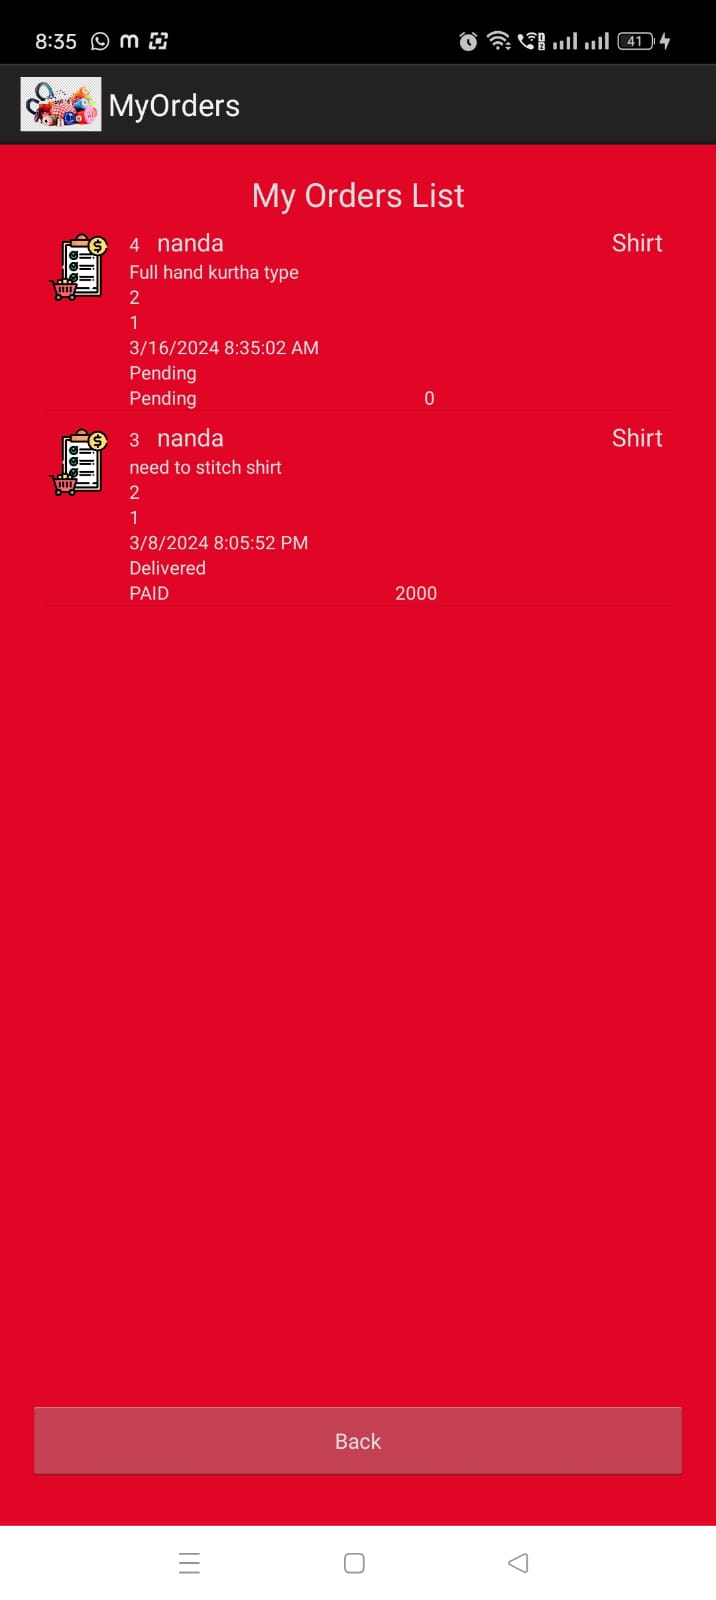 8:35 41
MyOrders
My Orders List
4 nanda Shirt
Full hand kurtha type
2
1
3/16/2024 8:35:02 AM
Pending
Pending 0
3 nanda Shirt
need to stitch shirt
2
1
3/8/2024 8:05:52 PM
Delivered
PAID 2000
Back